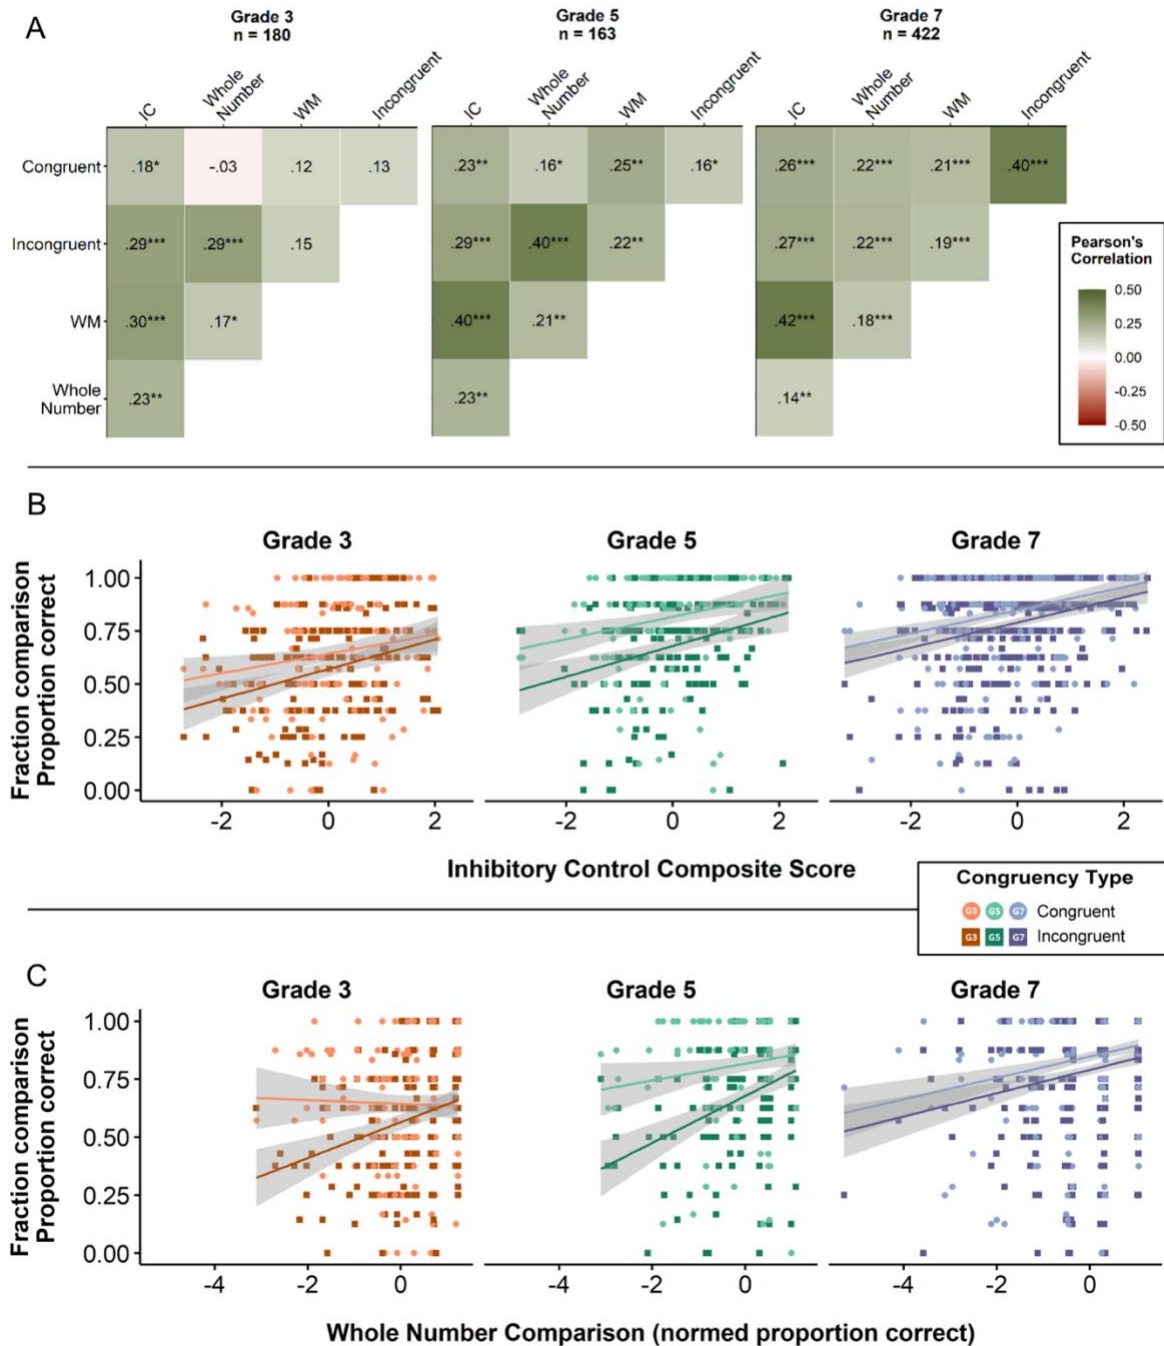 A
Grade 3
n = 180
Grade 5
n = 163
Grade 7
n = 422
IC
Whole
Number
WM
Incongruent
IC
Whole
Number
WM
Incongruent
IC
Whole
Number
WM
Incongruent
Congruent
.18*
-.03
.12
.13
.23**
.16*
.25**
.16*
.26***
.22***
.21***
.40***
Incongruent
.29***
.29***
.15
.29***
.40***
.22**
.27***
.22***
.19***
WM
.30***
.17*
.40***
.21**
.42***
.18***
Whole
Number
.23**
.23**
.14**
Pearson's
Correlation
0.50
0.25
0.00
-0.25
-0.50
B
Grade 3
Grade 5
Grade 7
Fraction comparison
Proportion correct
1.00
0.75
0.50
0.25
0.00
-2
0
2
-2
0
2
-2
0
2
Inhibitory Control Composite Score
Congruency Type
G3
G5
G7
Congruent
G3
G5
G7
Incongruent
C
Grade 3
Grade 5
Grade 7
Fraction comparison
Proportion correct
1.00
0.75
0.50
0.25
0.00
-4
-2
0
-4
-2
0
-4
-2
0
Whole Number Comparison (normed proportion correct)